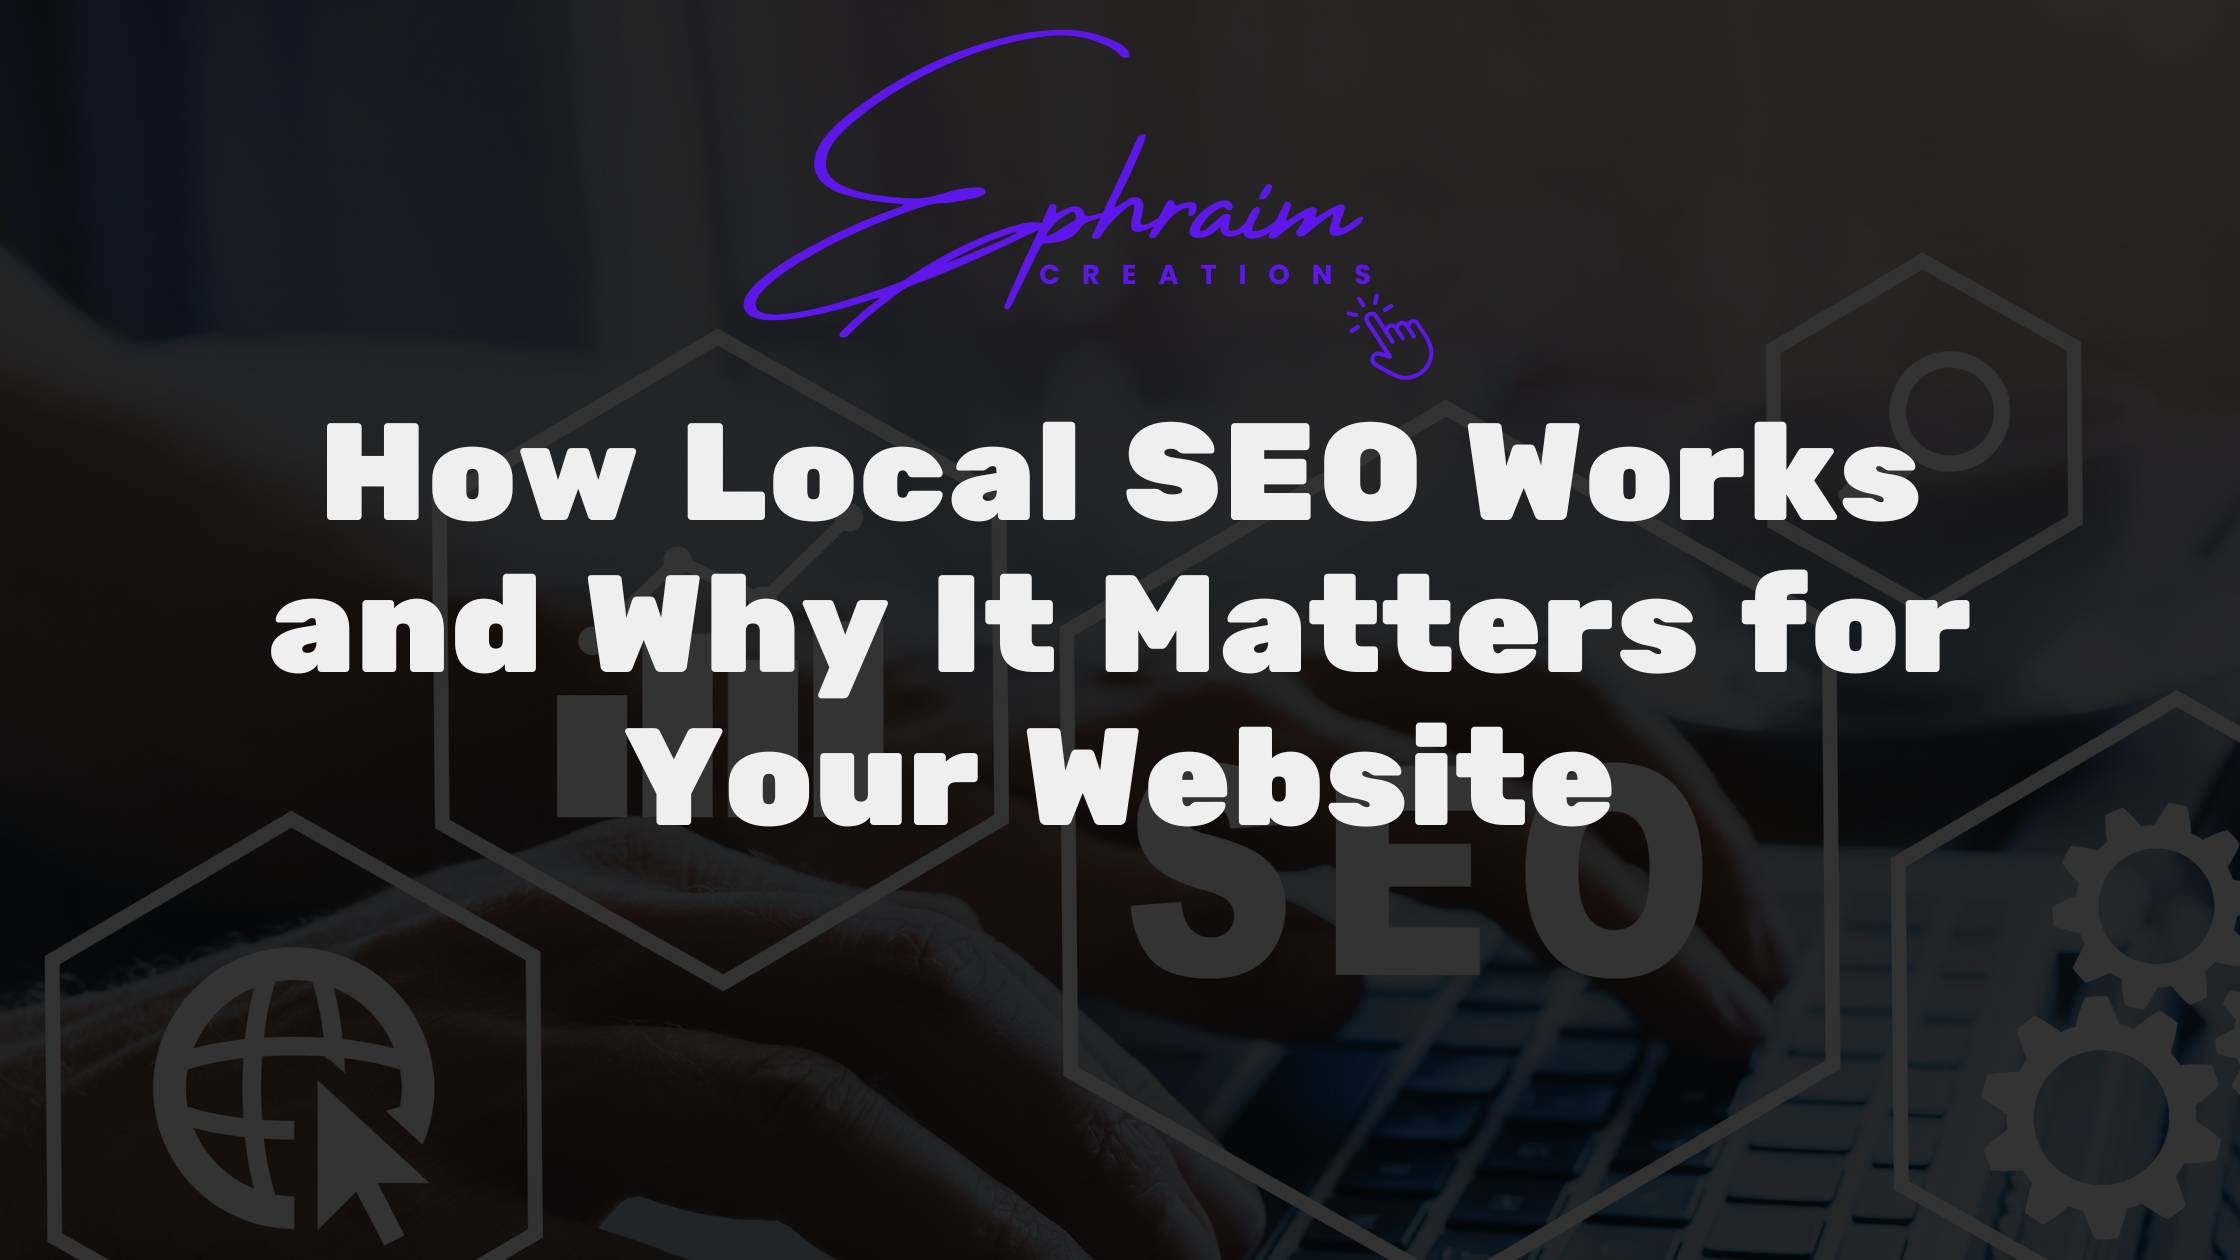 Ephraim
CREATIONS
How Local SEO Works
and Why It Matters for
Your Website
SEO